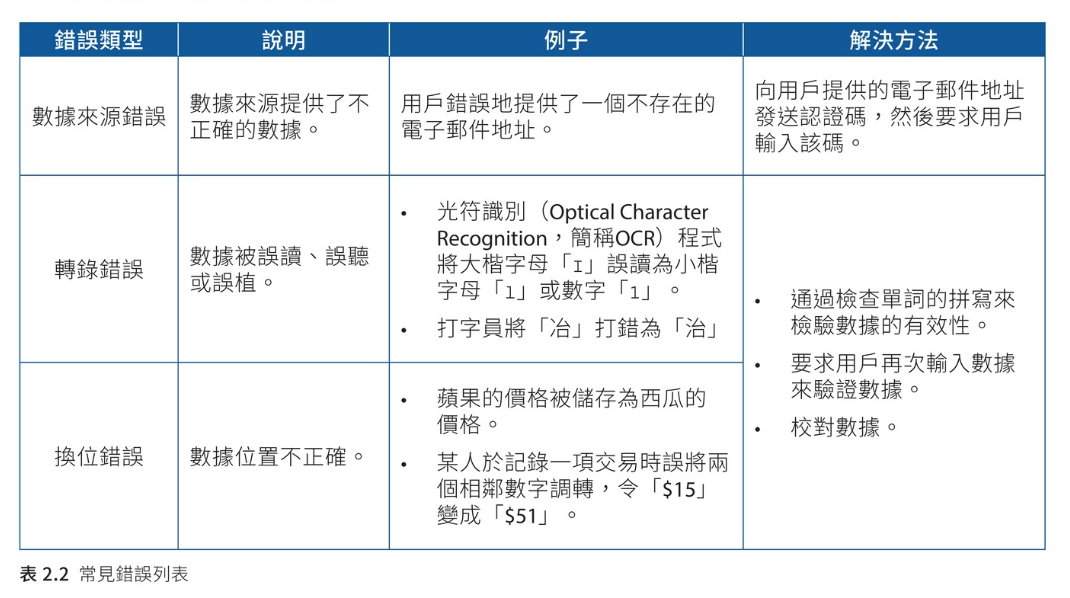 錯誤類型 說明 例子 解決方法
數據來源錯誤
數據來源提供了不
正確的數據。
用戶錯誤地提供了一個不存在的
電子郵件地址。
向用戶提供的電子郵件地址
發送認證碼，然後要求用戶
輸入該碼。
轉錄錯誤
數據被誤讀、誤聽
或誤植。
• 光符識別（Optical Character
Recognition，簡稱OCR）程式
將大楷字母「I」誤讀為小楷
字母「l」或數字「1」。
• 打字員將「冶」打錯為「治」
• 通過檢查單詞的拼寫來
檢驗數據的有效性。
• 要求用戶再次輸入數據
來驗證數據。
• 校對數據。
換位錯誤
數據位置不正確。
• 蘋果的價格被儲存為西瓜的
價格。
• 某人於記錄一項交易時誤將兩
個相鄰數字調轉，令「$15」
變成「$51」。
表 2.2 常見錯誤列表